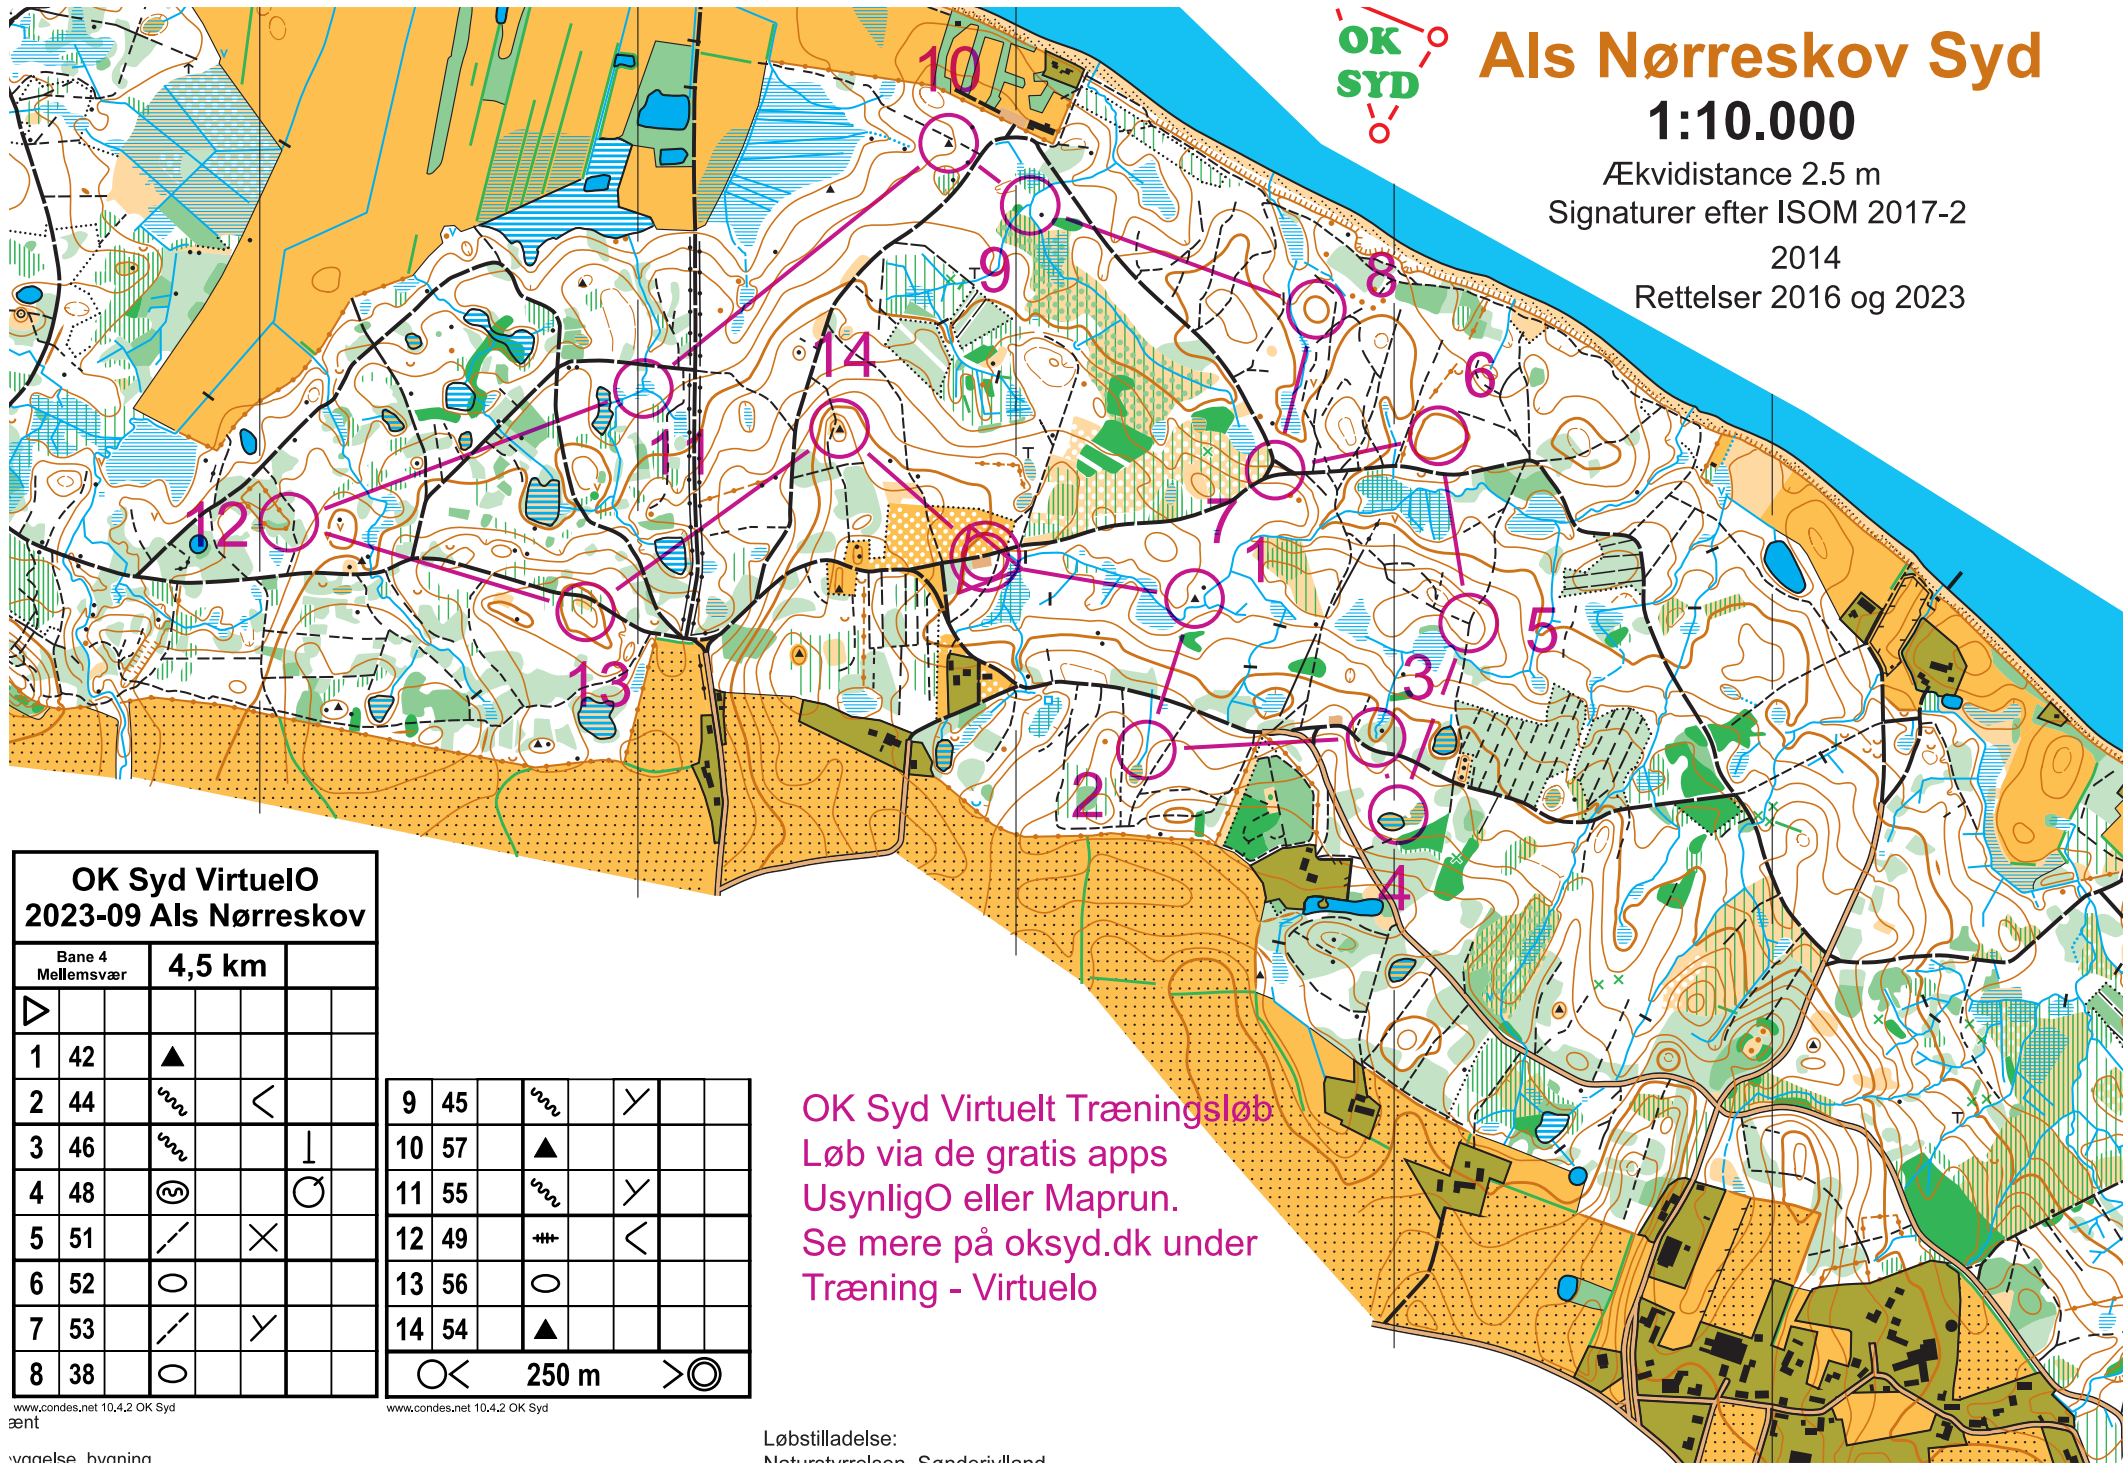 OK
SYD
Als Nørreskov Syd
1:10.000
Ækvidistance 2.5 m
Signaturer efter ISOM 2017-2
2014
Rettelser 2016 og 2023
10
9
8
14
6
11
12
7
1
5
13
3
2
4
OK Syd VirtuelO
2023-09 Als Nørreskov
Bane 4
Mellemsvær
4,5 km
1 42
2 44
3 46
4 48
5 51
6 52
7 53
8 38
www.condes.net 10.4.2 OK Syd
9 45
10 57
11 55
12 49
13 56
14 54
250 m
www.condes.net 10.4.2 OK Syd
OK Syd Virtuelt Træningsløb
Løb via de gratis apps
UsynligO eller Maprun.
Se mere på oksyd.dk under
Træning - Virtuelo
Løbstilladelse:
Naturstyrrelsen, Sønderjylland
ænt
bygning